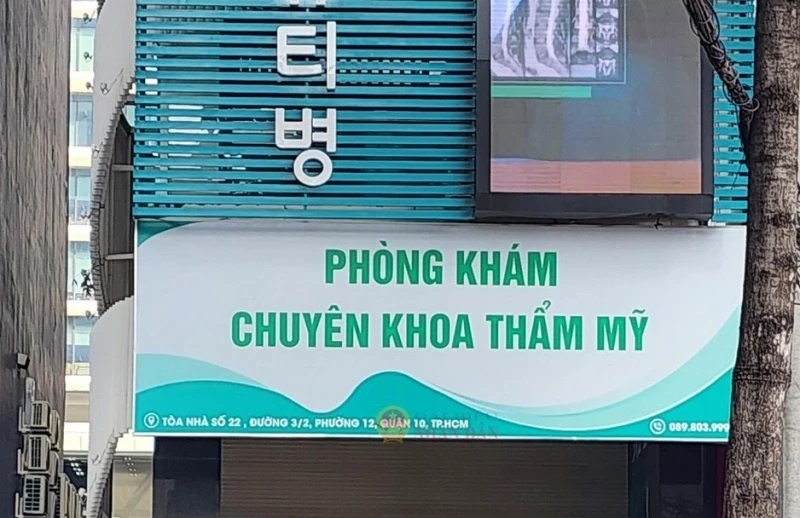 티
병
PHÒNG KHÁM
CHUYÊN KHOA THẨM MỸ
TÒA NHÀ SỐ 22 , ĐƯỜNG 3/2, PHƯỜNG 12, QUẬN 10, TP.HCM
089.803.999